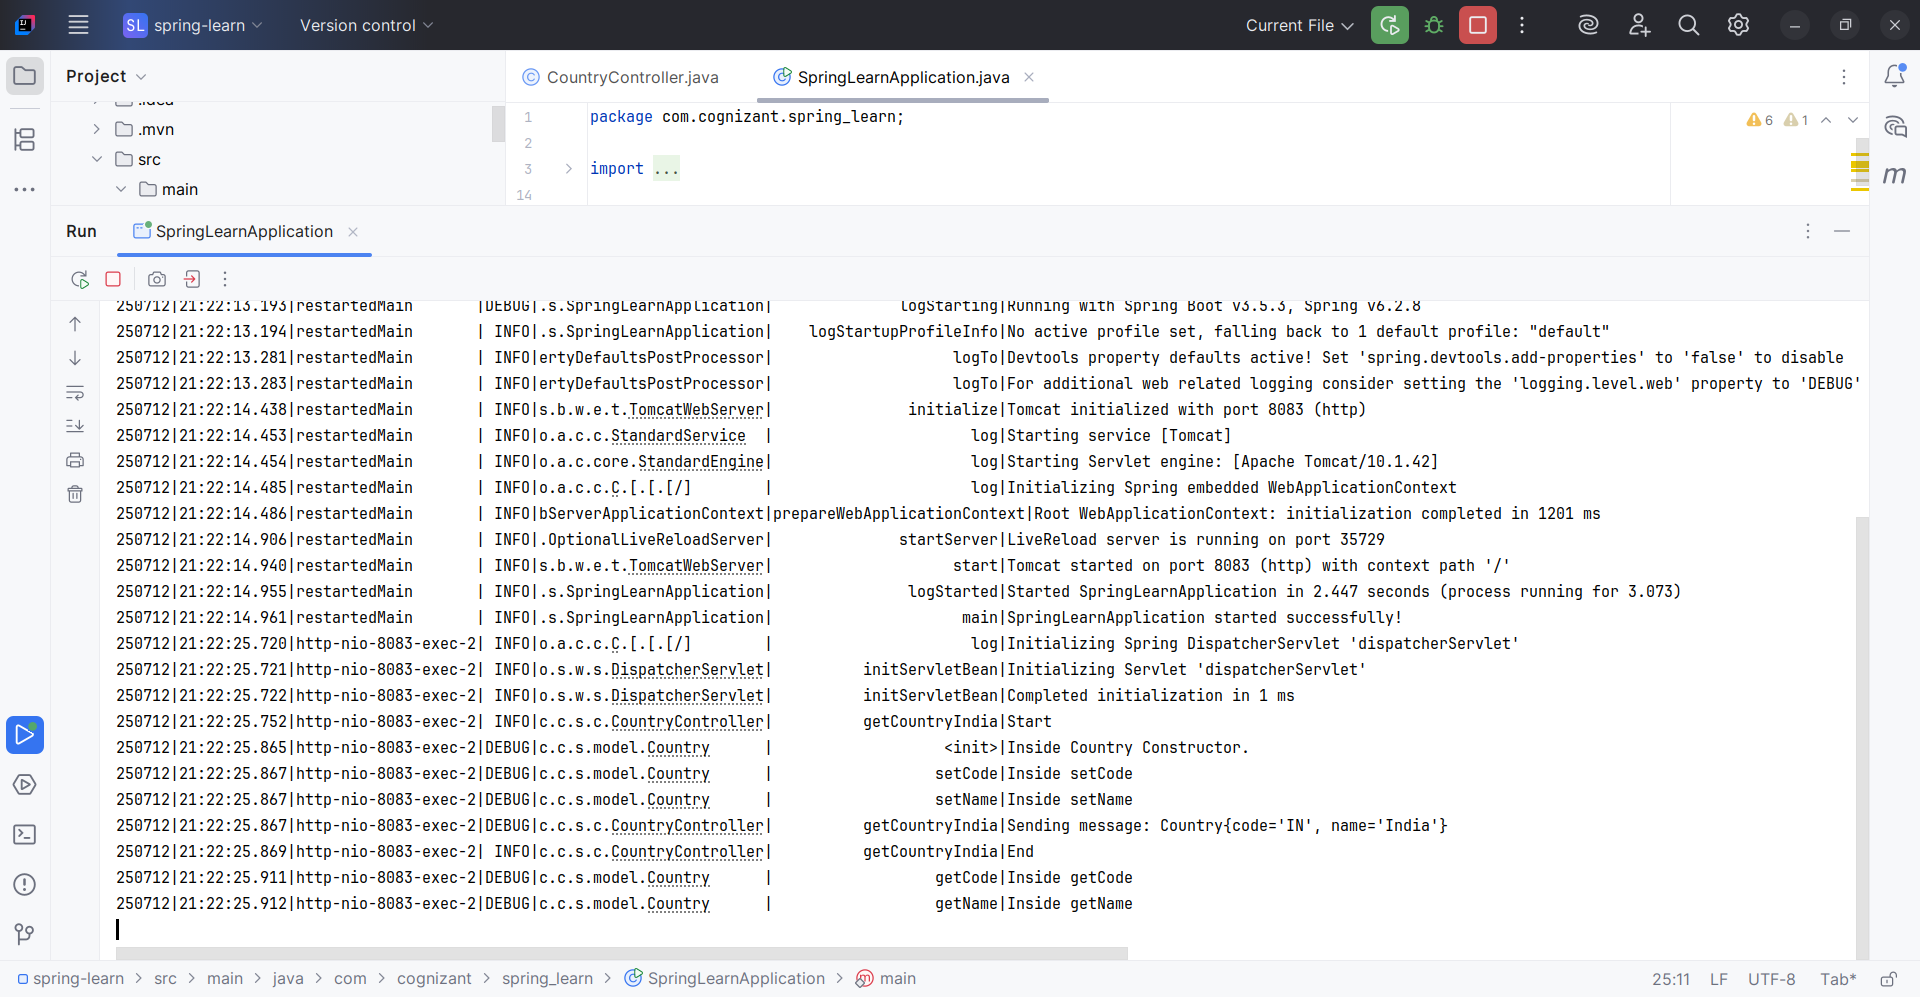 SL spring-learn Version control Current File
Project
CountryController.java SpringLearnApplication.java
.idea
.mvn
src
main
1 package com.cognizant.spring_learn;
2
3 import ...
14
6 1
m
Run SpringLearnApplication
250712|21:22:13.193|restartedMain       |DEBUG|.s.SpringLearnApplication|              logStarting|Running with Spring Boot v3.5.3, Spring v6.2.8
250712|21:22:13.194|restartedMain       | INFO|.s.SpringLearnApplication|    logStartupProfileInfo|No active profile set, falling back to 1 default profile: "default"
250712|21:22:13.281|restartedMain       | INFO|ertyDefaultsPostProcessor|                    logTo|Devtools property defaults active! Set 'spring.devtools.add-properties' to 'false' to disable
250712|21:22:13.283|restartedMain       | INFO|ertyDefaultsPostProcessor|                    logTo|For additional web related logging consider setting the 'logging.level.web' property to 'DEBUG'
250712|21:22:14.438|restartedMain       | INFO|s.b.w.e.t.TomcatWebServer|               initialize|Tomcat initialized with port 8083 (http)
250712|21:22:14.453|restartedMain       | INFO|o.a.c.c.StandardService  |                      log|Starting service [Tomcat]
250712|21:22:14.454|restartedMain       | INFO|o.a.c.core.StandardEngine|                      log|Starting Servlet engine: [Apache Tomcat/10.1.42]
250712|21:22:14.485|restartedMain       | INFO|o.a.c.c.C.[.[.[/]        |                      log|Initializing Spring embedded WebApplicationContext
250712|21:22:14.486|restartedMain       | INFO|bServerApplicationContext|prepareWebApplicationContext|Root WebApplicationContext: initialization completed in 1201 ms
250712|21:22:14.906|restartedMain       | INFO|.OptionalLiveReloadServer|              startServer|LiveReload server is running on port 35729
250712|21:22:14.940|restartedMain       | INFO|s.b.w.e.t.TomcatWebServer|                    start|Tomcat started on port 8083 (http) with context path '/'
250712|21:22:14.955|restartedMain       | INFO|.s.SpringLearnApplication|               logStarted|Started SpringLearnApplication in 2.447 seconds (process running for 3.073)
250712|21:22:14.961|restartedMain       | INFO|.s.SpringLearnApplication|                     main|SpringLearnApplication started successfully!
250712|21:22:25.720|http-nio-8083-exec-2| INFO|o.a.c.c.C.[.[.[/]        |                      log|Initializing Spring DispatcherServlet 'dispatcherServlet'
250712|21:22:25.721|http-nio-8083-exec-2| INFO|o.s.w.s.DispatcherServlet|          initServletBean|Initializing Servlet 'dispatcherServlet'
250712|21:22:25.722|http-nio-8083-exec-2| INFO|o.s.w.s.DispatcherServlet|          initServletBean|Completed initialization in 1 ms
250712|21:22:25.752|http-nio-8083-exec-2| INFO|c.c.s.c.CountryController|          getCountryIndia|Start
250712|21:22:25.865|http-nio-8083-exec-2|DEBUG|c.c.s.model.Country      |                   <init>|Inside Country Constructor.
250712|21:22:25.867|http-nio-8083-exec-2|DEBUG|c.c.s.model.Country      |                  setCode|Inside setCode
250712|21:22:25.867|http-nio-8083-exec-2|DEBUG|c.c.s.model.Country      |                  setName|Inside setName
250712|21:22:25.867|http-nio-8083-exec-2|DEBUG|c.c.s.c.CountryController|          getCountryIndia|Sending message: Country{code='IN', name='India'}
250712|21:22:25.869|http-nio-8083-exec-2| INFO|c.c.s.c.CountryController|          getCountryIndia|End
250712|21:22:25.911|http-nio-8083-exec-2|DEBUG|c.c.s.model.Country      |                  getCode|Inside getCode
250712|21:22:25.912|http-nio-8083-exec-2|DEBUG|c.c.s.model.Country      |                  getName|Inside getName
spring-learn > src > main > java > com > cognizant > spring_learn > SpringLearnApplication > main 25:11 LF UTF-8 Tab*